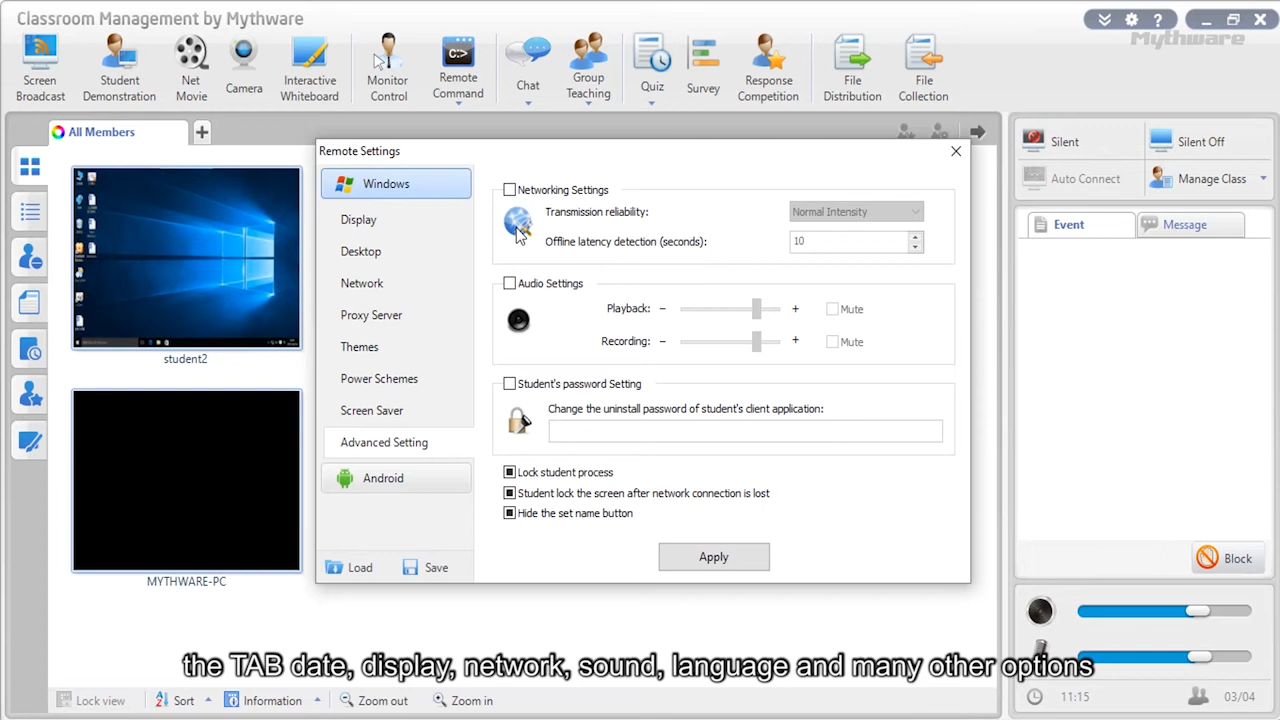 Classroom Management by Mythware
Mythware
Screen Broadcast
Student Demonstration
Net Movie
Camera
Interactive Whiteboard
Monitor Control
Remote Command
Chat
Group Teaching
Quiz
Survey
Response Competition
File Distribution
File Collection
All Members
student2
MYTHWARE-PC
Remote Settings
Windows
Display
Desktop
Network
Proxy Server
Themes
Power Schemes
Screen Saver
Advanced Setting
Android
Load
Save
Networking Settings
Transmission reliability:
Normal Intensity
Offline latency detection (seconds):
10
Audio Settings
Playback:
Mute
Recording:
Mute
Student's password Setting
Change the uninstall password of student's client application:
Lock student process
Student lock the screen after network connection is lost
Hide the set name button
Apply
Silent
Silent Off
Auto Connect
Manage Class
Event
Message
Block
the TAB date, display, network, sound, language and many other options
Lock view
Sort
Information
Zoom out
Zoom in
11:15
03/04